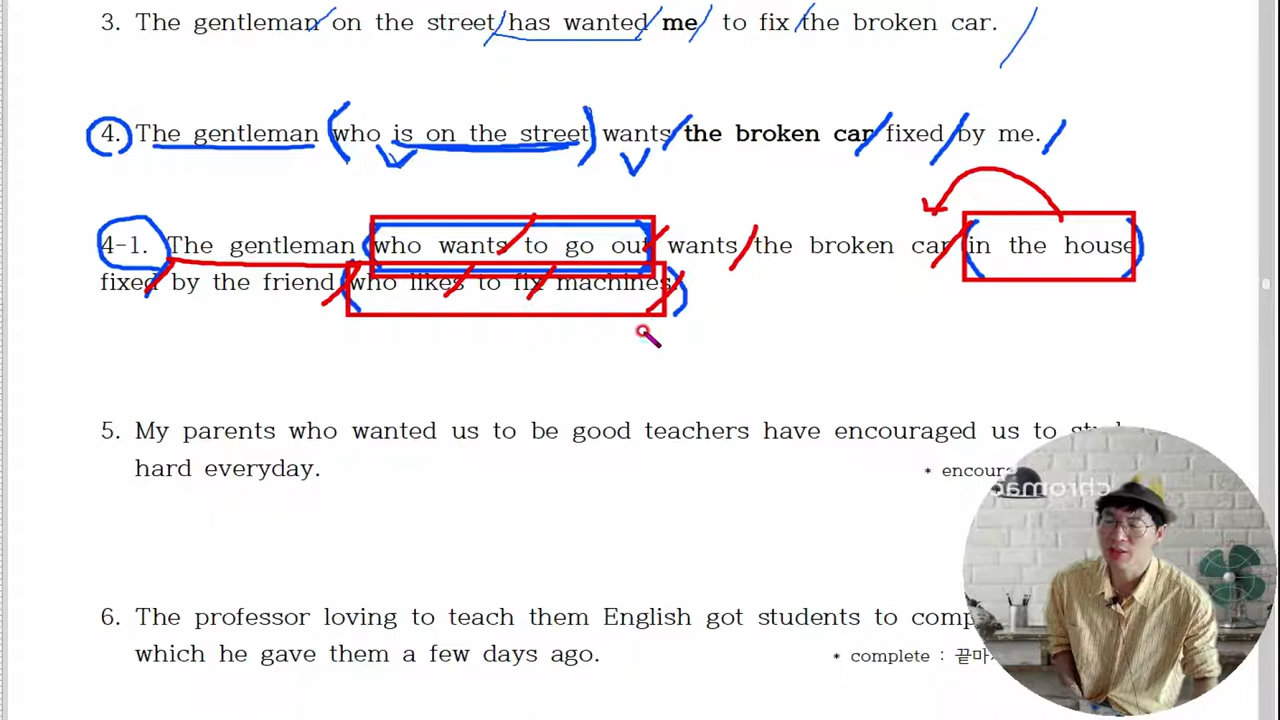 3. The gentleman on the street has wanted me to fix the broken car.
4. The gentleman who is on the street wants the broken car fixed by me.
4-1. The gentleman who wants to go out wants the broken car in the house
fixed by the friend who likes to fix machines
5. My parents who wanted us to be good teachers have encouraged us to
hard everyday.
*
6. The professor loving to teach them English got students to
which he gave them a few days ago.
* complete :